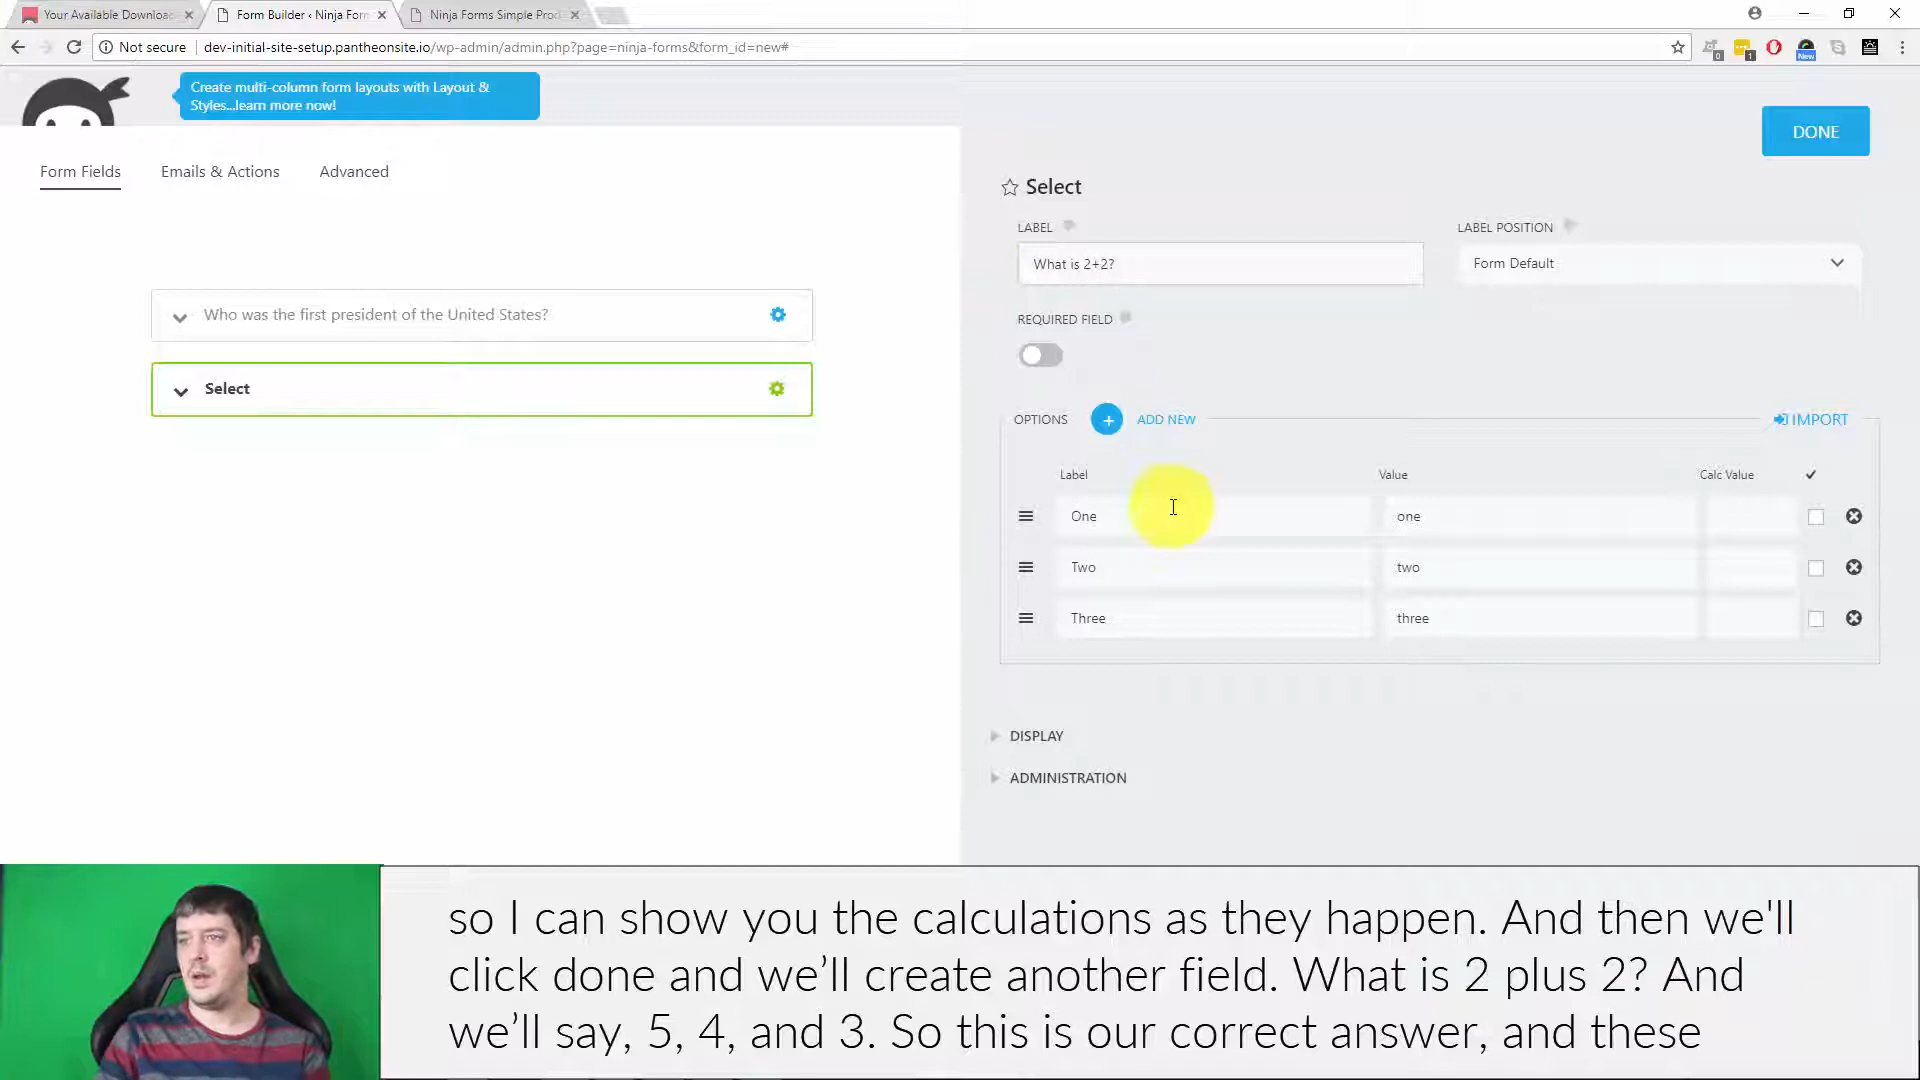 Your Available Downloa
Form Builder ‹ Ninja For
Ninja Forms Simple Prod
Not secure
dev-initial-site-setup.pantheonsite.io/wp-admin/admin.php?page=ninja-forms&form_id=new#
0
1
New
Create multi-column form layouts with Layout &
Styles...learn more now!
DONE
Form Fields
Emails & Actions
Advanced
Select
LABEL
LABEL POSITION
What is 2+2?
Form Default
Who was the first president of the United States?
REQUIRED FIELD
Select
OPTIONS
ADD NEW
IMPORT
Label
Value
Calc Value
One
one
Two
two
Three
three
DISPLAY
ADMINISTRATION
so I can show you the calculations as they happen. And then we'll
click done and we’ll create another field. What is 2 plus 2? And
we’ll say, 5, 4, and 3. So this is our correct answer, and these